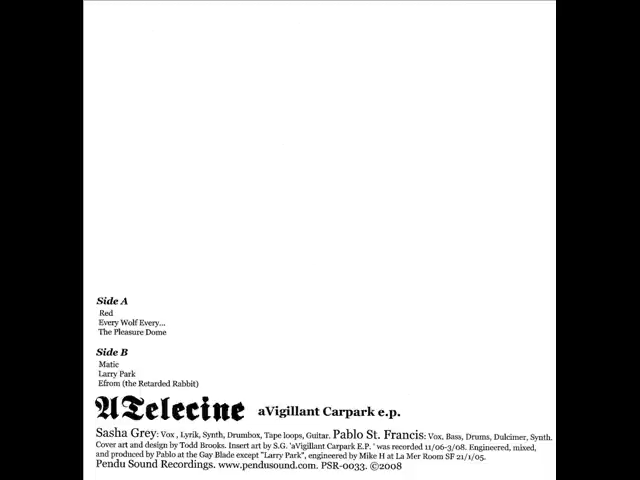 Side A
Red
Every Wolf Every...
The Pleasure Dome
Side B
Matic
Larry Park
Efrom (the Retarded Rabbit)
aTelecine aVigillant Carpark e.p.
Sasha Grey: Vox , Lyrik, Synth, Drumbox, Tape loops, Guitar. Pablo St. Francis: Vox, Bass, Drums, Dulcimer, Synth.
Cover art and design by Todd Brooks. Insert art by S.G. 'aVigillant Carpark E.P. ' was recorded 11/06-3/08. Engineered, mixed,
and produced by Pablo at the Gay Blade except "Larry Park", engineered by Mike H at La Mer Room SF 21/1/05.
Pendu Sound Recordings. www.pendusound.com. PSR-0033. ©2008